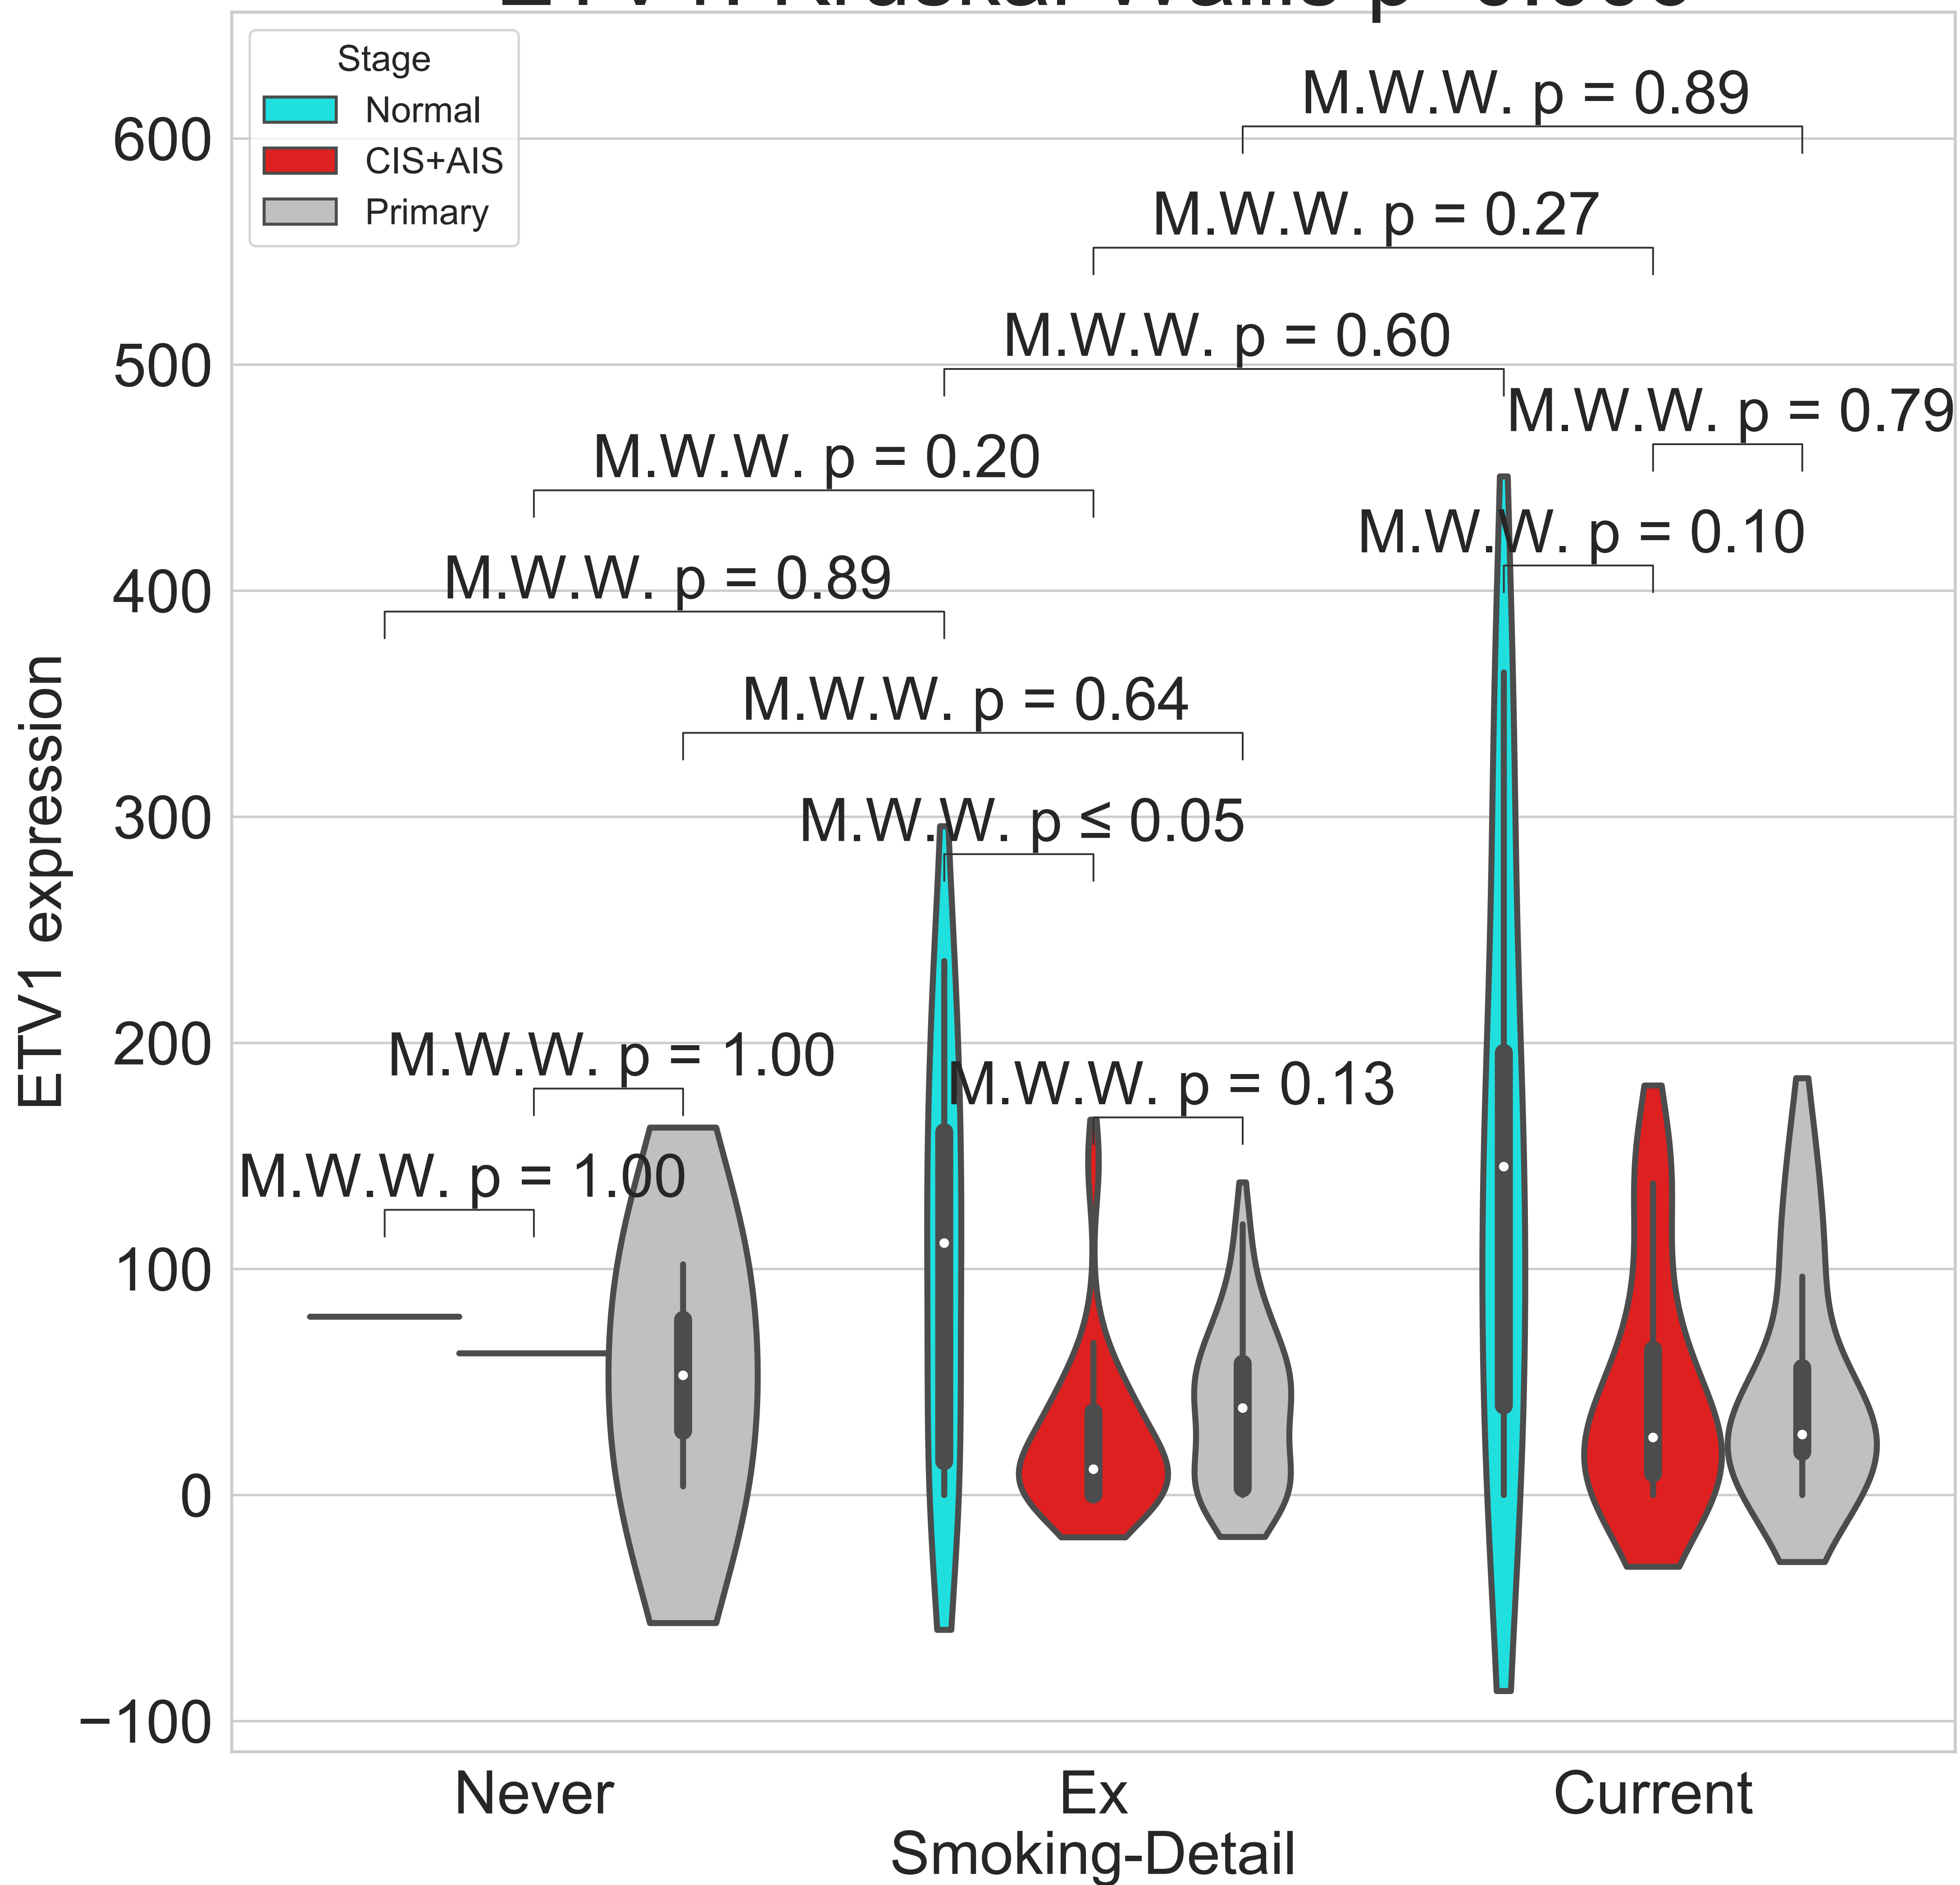 Stage
Normal
CIS+AIS
Primary
M.W.W. p = 0.89
M.W.W. p = 0.27
M.W.W. p = 0.60
M.W.W. p = 0.79
M.W.W. p = 0.20
M.W.W. p = 0.10
M.W.W. p = 0.89
M.W.W. p = 0.64
M.W.W. p ≤ 0.05
M.W.W. p = 1.00
M.W.W. p = 0.13
M.W.W. p = 1.00
600
500
400
300
200
100
0
−100
ETV1 expression
Never
Ex
Current
Smoking-Detail